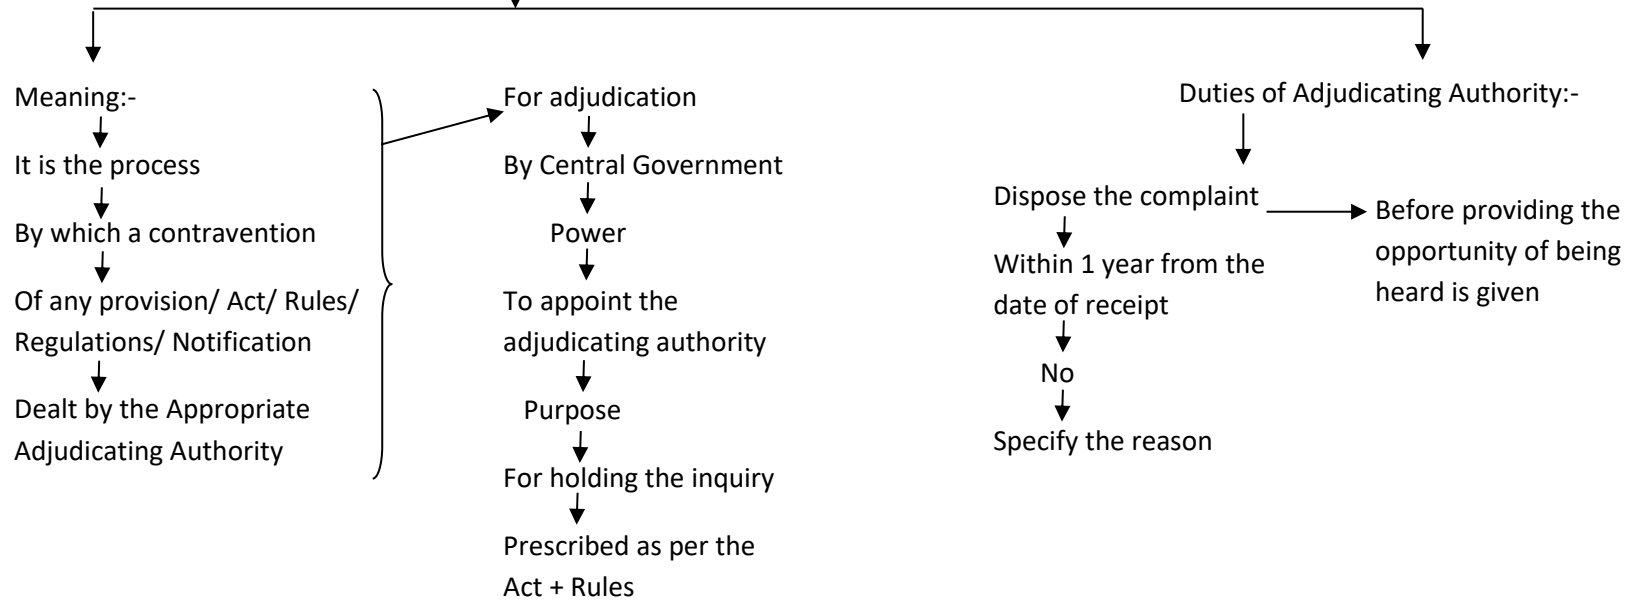 Meaning:-
It is the process
By which a contravention
Of any provision/ Act/ Rules/
Regulations/ Notification
Dealt by the Appropriate
Adjudicating Authority
For adjudication
By Central Government
Power
To appoint the
adjudicating authority
Purpose
For holding the inquiry
Prescribed as per the
Act + Rules
Duties of Adjudicating Authority:-
Dispose the complaint
Within 1 year from the
date of receipt
No
Specify the reason
Before providing the
opportunity of being
heard is given